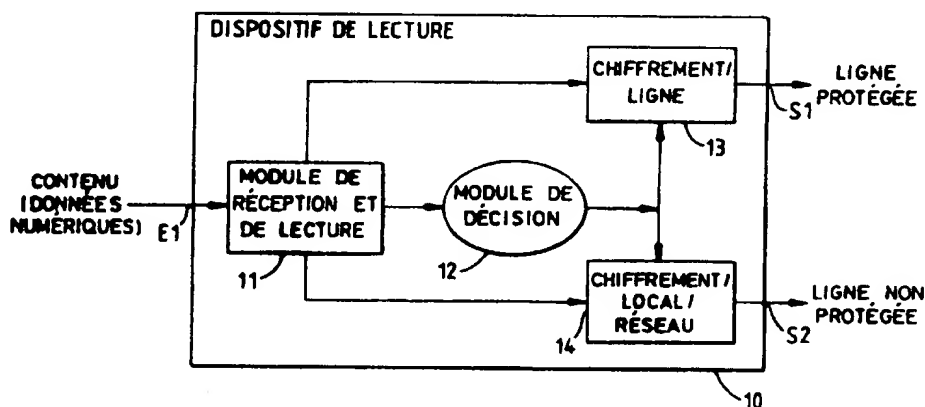 DISPOSITIF DE LECTURE
CHIFFREMENT/
LIGNE
13
S1
LIGNE
PROTÉGÉE
CONTENU
(DONNÉES
NUMÉRIQUES)
E1
MODULE DE
RÉCEPTION ET
DE LECTURE
11
MODULE DE
DÉCISION
12
CHIFFREMENT/
LOCAL/
RÉSEAU
14
S2
LIGNE NON
PROTÉGÉE
10